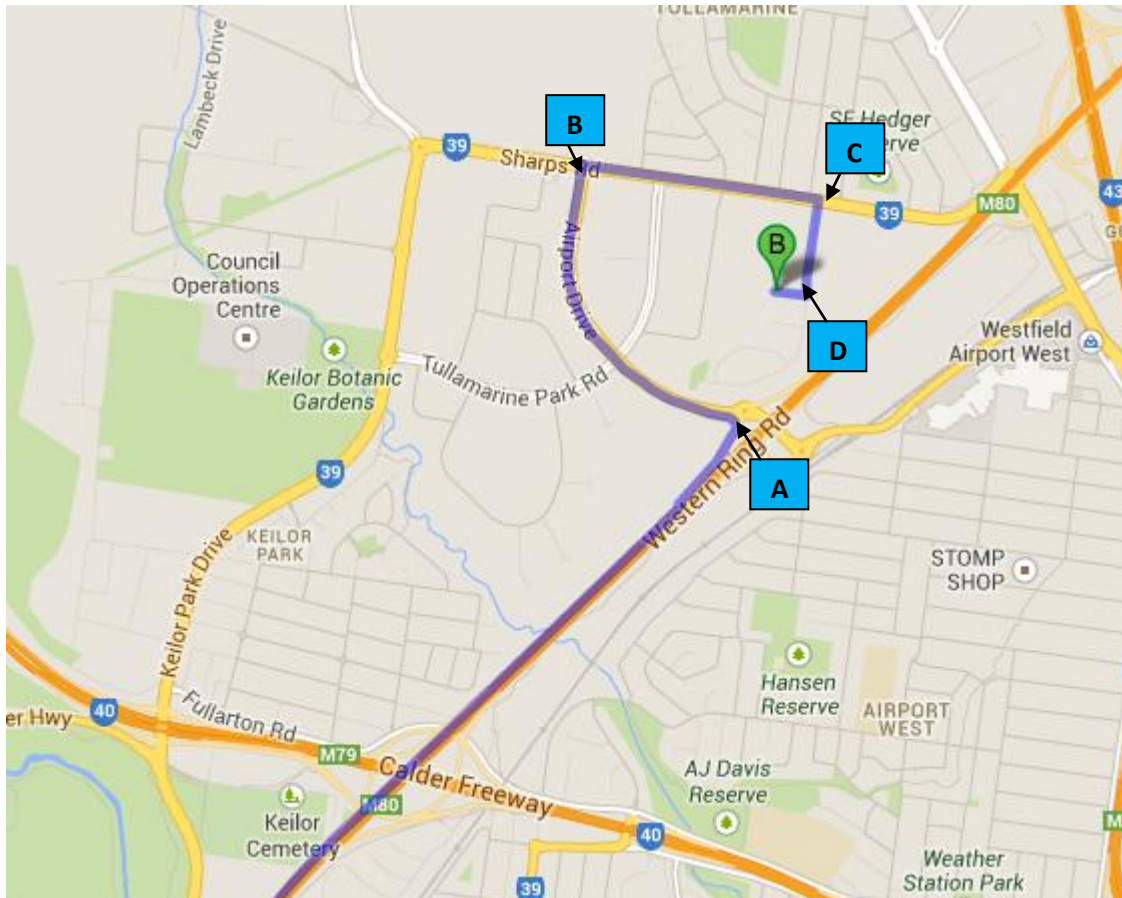 TULLAMARINE
Lambeck Drive
B
39
Sharps Rd
SE Hedger
C
39
M80
43
B
Airport Drive
Council
Operations
Centre
D
Westfield
Airport West
Keilor Botanic
Gardens
Tullamarine Park Rd
Western Ring Rd
A
39
KEILOR
PARK
STOMP
SHOP
Keilor Park Drive
Hansen
Reserve
AIRPORT
WEST
er Hwy
40
Fullarton Rd
M79
Calder Freeway
M80
AJ Davis
Reserve
Keilor
Cemetery
40
M
39
Weather
Station Park